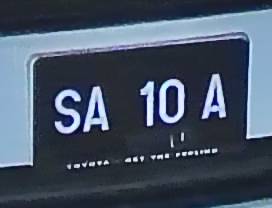 SA 10 A
TOYOTA - GET THE FEELING